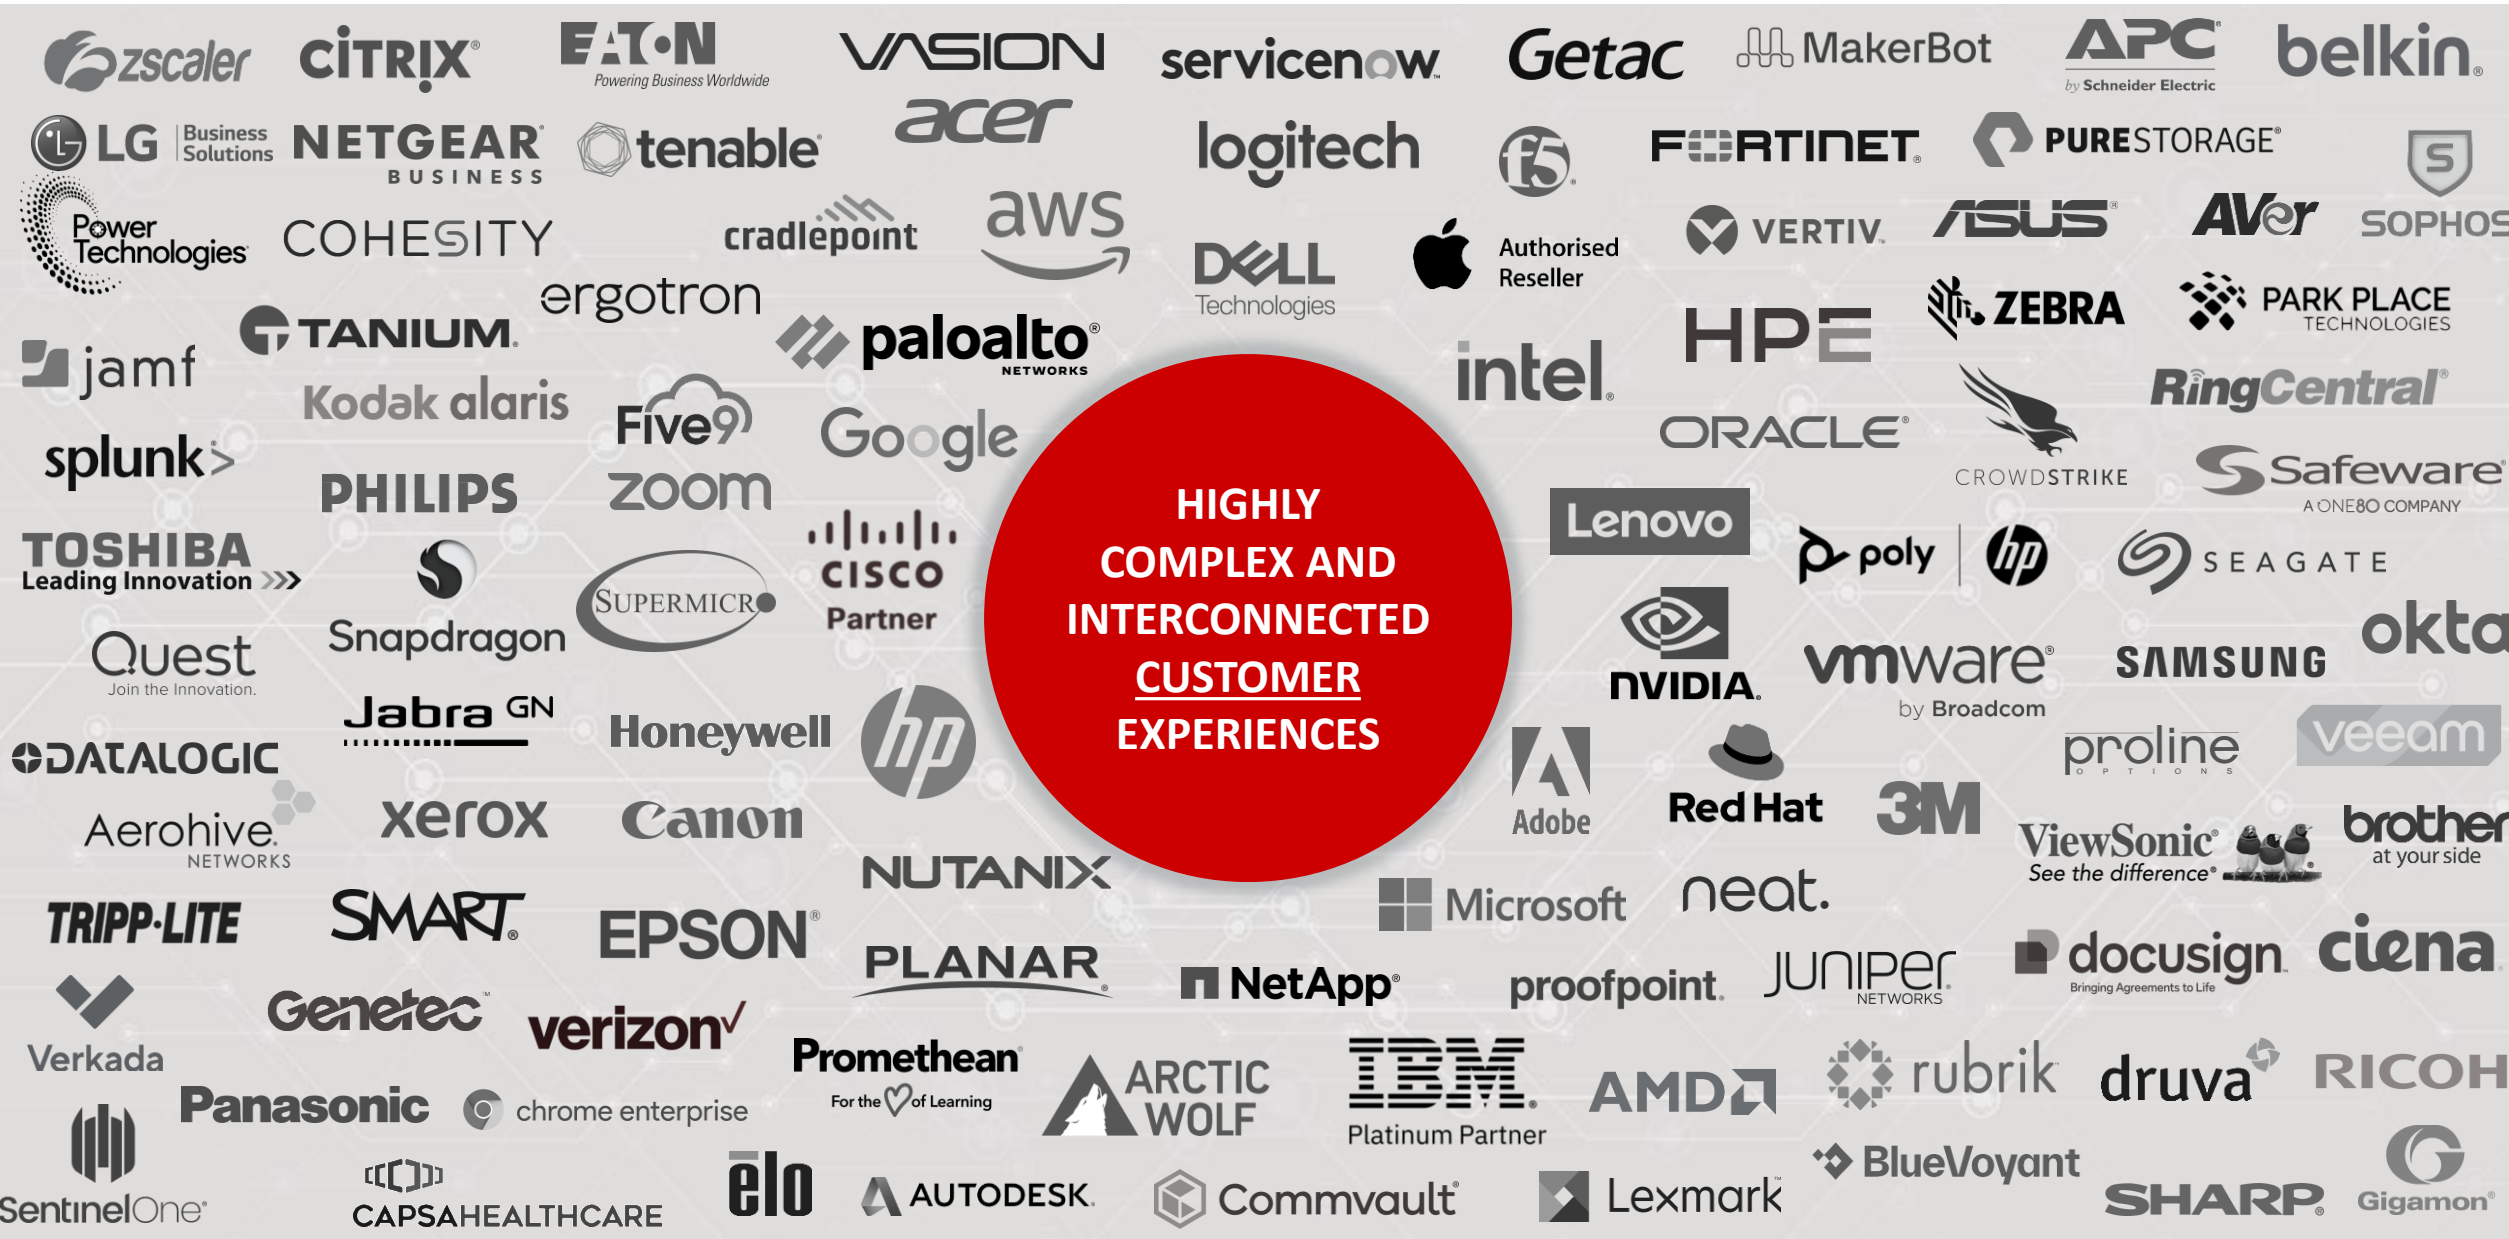 zscaler
CiTRIX®
EATON
Powering Business Worldwide
VASION
servicenow™
Getac
MakerBot
APC®
by Schneider Electric
belkin®
acer
LG Business
Solutions
NETGEAR®
BUSINESS
tenable®
logitech
f5®
FORTINET®
PURESTORAGE®
S
SOPHOS
Power
Technologies
COHESITY
cradlepoint
aws
DELL
Technologies
Authorised
Reseller
VERTIV™
ASUS®
AVer
ergotron
TANIUM®
paloalto®
NETWORKS
intel®
HPE
ZEBRA
PARK PLACE
TECHNOLOGIES
jamf
Kodak alaris
Five9
Google
ORACLE®
CROWDSTRIKE
RingCentral®
splunk>
PHILIPS
zoom
HIGHLY
COMPLEX AND
INTERCONNECTED
CUSTOMER
EXPERIENCES
Lenovo
Safeware®
A ONE80 COMPANY
TOSHIBA
Leading Innovation >>>
Snapdragon
SUPERMICRO
CISCO
Partner
poly | hp
SEAGATE
Quest
Join the Innovation.
NVIDIA®
vmware®
by Broadcom
SAMSUNG
okta
Jabra GN
Honeywell
hp
DATALOGIC
Adobe
Red Hat
3M
proline
OPTIONS
veeam
Aerohive®
NETWORKS
xerox
Canon
NUTANIX
ViewSonic®
See the difference®
brother
at your side
TRIPP·LITE
SMART®
EPSON®
Microsoft
neat.
PLANAR®
NetApp®
proofpoint®
JUNIPEr®
NETWORKS
docusign™
Bringing Agreements to Life
ciena®
Verkada
Genetec™
verizon✓
Promethean®
For the ♡ of Learning
ARCTIC
WOLF
IBM®
Platinum Partner
AMD
rubrik
druva
RICOH
Panasonic
chrome enterprise
SentinelOne®
CAPSAHEALTHCARE
elo
AUTODESK®
Commvault®
Lexmark
BlueVoyant
SHARP®
Gigamon®